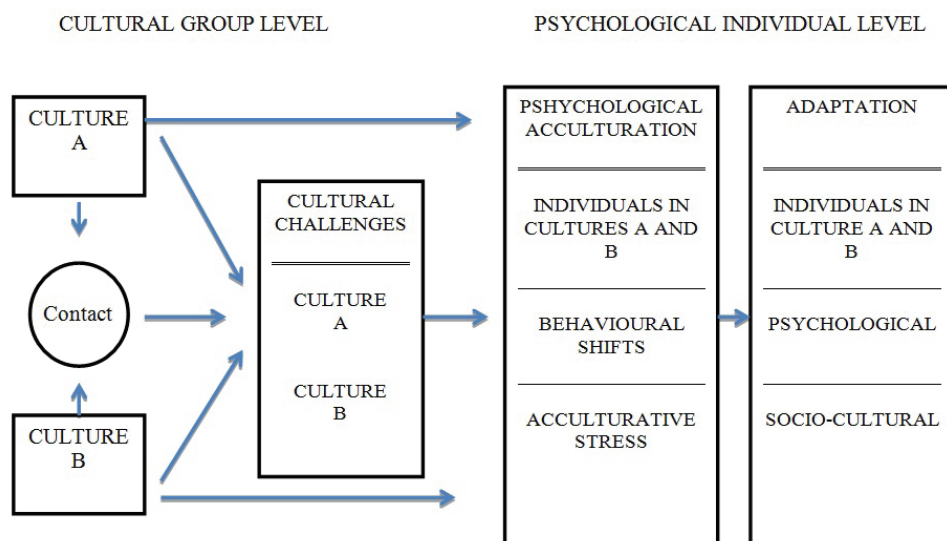 CULTURAL GROUP LEVEL
PSYCHOLOGICAL INDIVIDUAL LEVEL
CULTURE
A
Contact
CULTURE
B
CULTURAL
CHALLENGES
CULTURE
A
CULTURE
B
PSHYCHOLOGICAL
ACCULTURATION
INDIVIDUALS IN
CULTURES A AND
B
BEHAVIOURAL
SHIFTS
ACCULTURATIVE
STRESS
ADAPTATION
INDIVIDUALS IN
CULTURE A AND
B
PSYCHOLOGICAL
SOCIO-CULTURAL